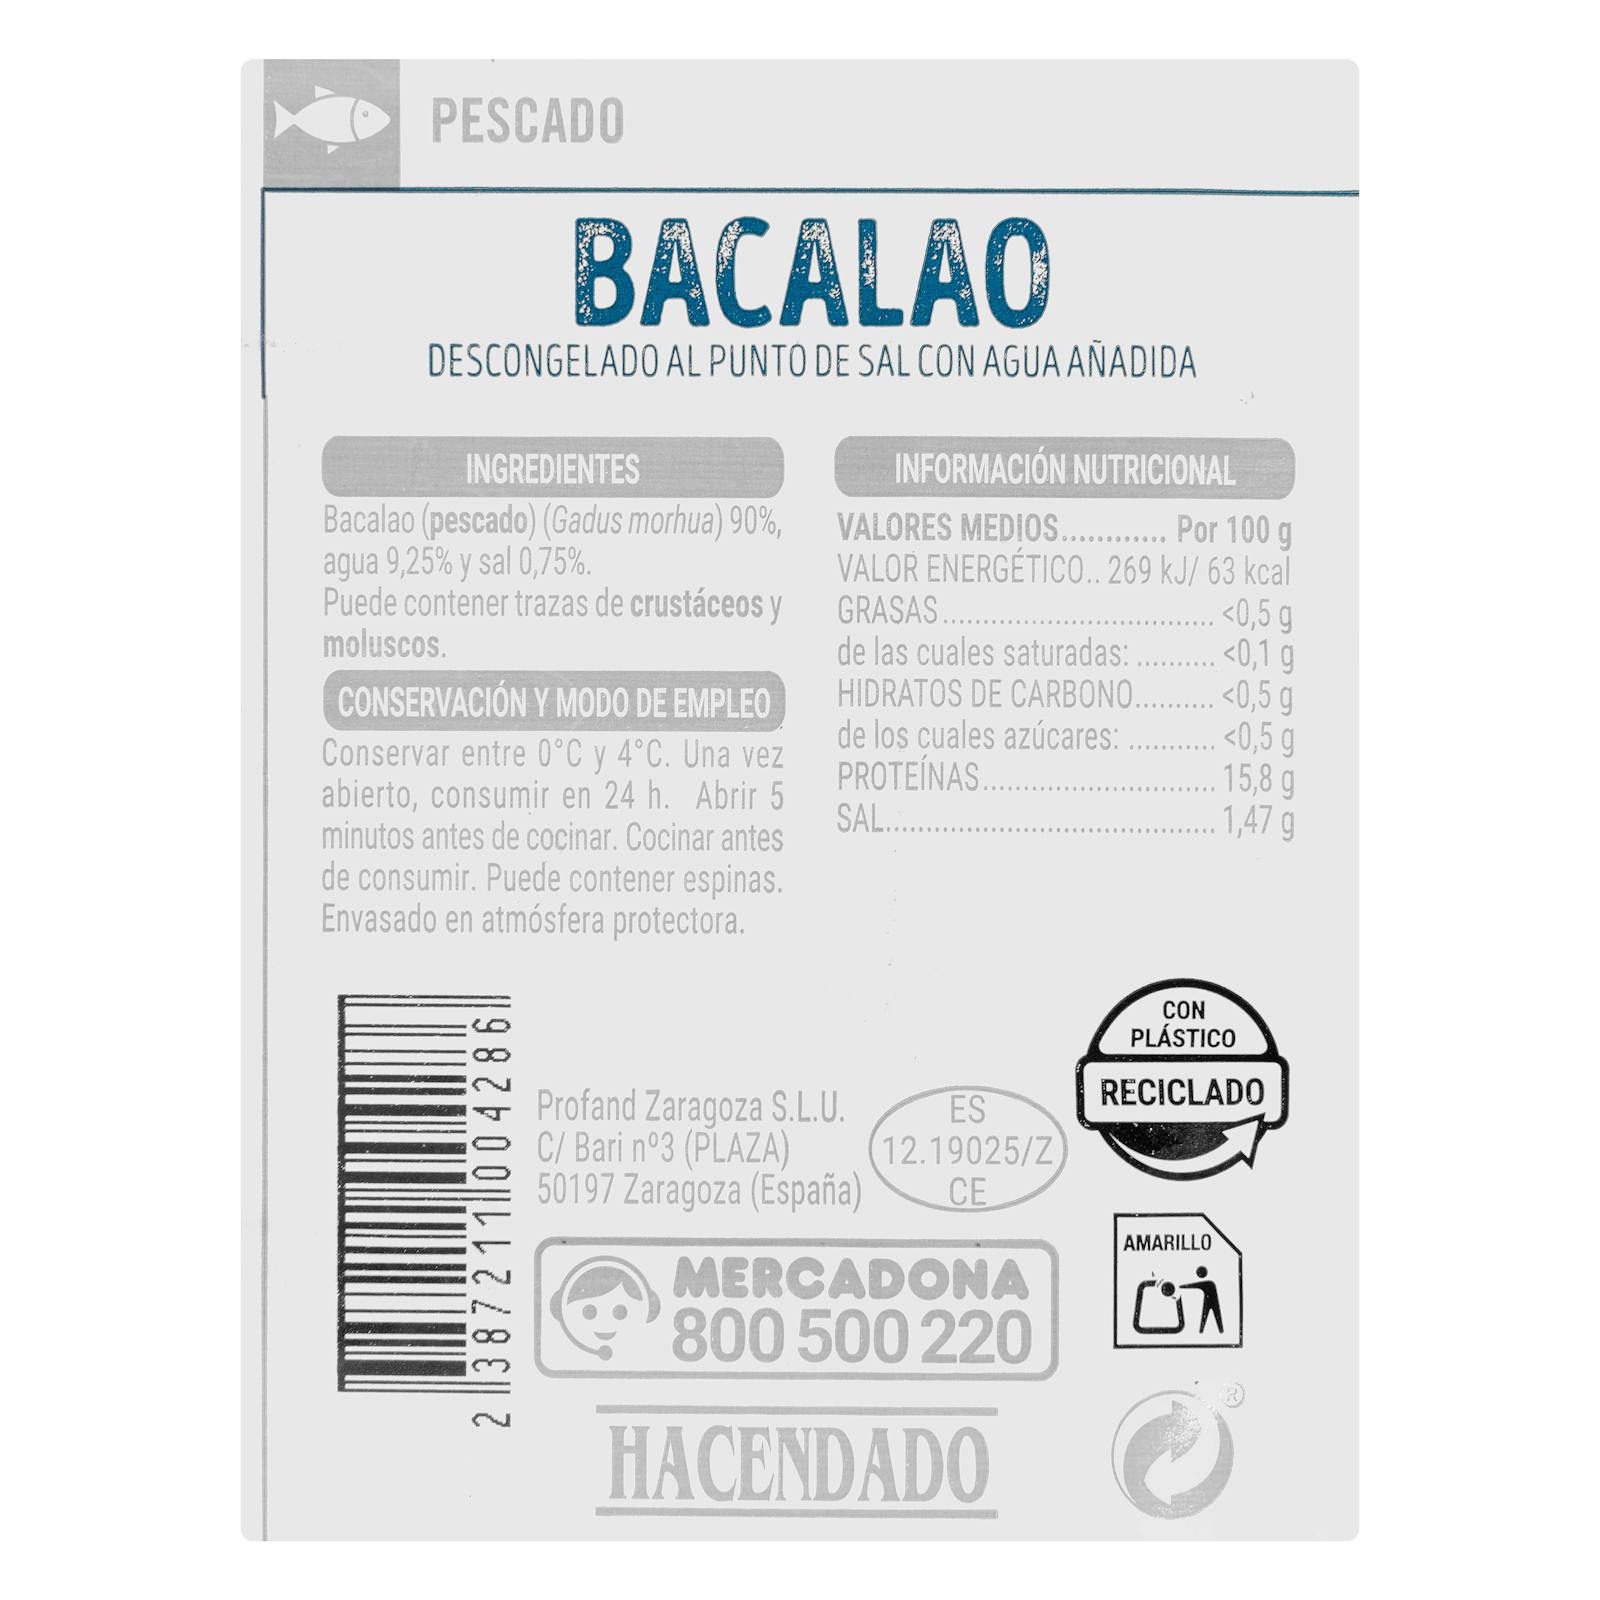 PESCADO
BACALAO
DESCONGELADO AL PUNTO DE SAL CON AGUA AÑADIDA
INGREDIENTES
Bacalao (pescado) (Gadus morhua) 90%,
agua 9,25% y sal 0,75%.
Puede contener trazas de crustáceos y
moluscos.
CONSERVACIÓN Y MODO DE EMPLEO
Conservar entre 0°C y 4°C. Una vez
abierto, consumir en 24 h. Abrir 5
minutos antes de cocinar. Cocinar antes
de consumir. Puede contener espinas.
Envasado en atmósfera protectora.
INFORMACIÓN NUTRICIONAL
VALORES MEDIOS............ Por 100 g
VALOR ENERGÉTICO.. 269 kJ/ 63 kcal
GRASAS................................ <0,5 g
de las cuales saturadas: .......... <0,1 g
HIDRATOS DE CARBONO.......... <0,5 g
de los cuales azúcares: ........... <0,5 g
PROTEÍNAS............................ 15,8 g
SAL....................................... 1,47 g
2 387211 004286
Profand Zaragoza S.L.U.
C/ Bari nº3 (PLAZA)
50197 Zaragoza (España)
ES
12.19025/Z
CE
CON
PLÁSTICO
RECICLADO
AMARILLO
MERCADONA
800 500 220
HACENDADO
®